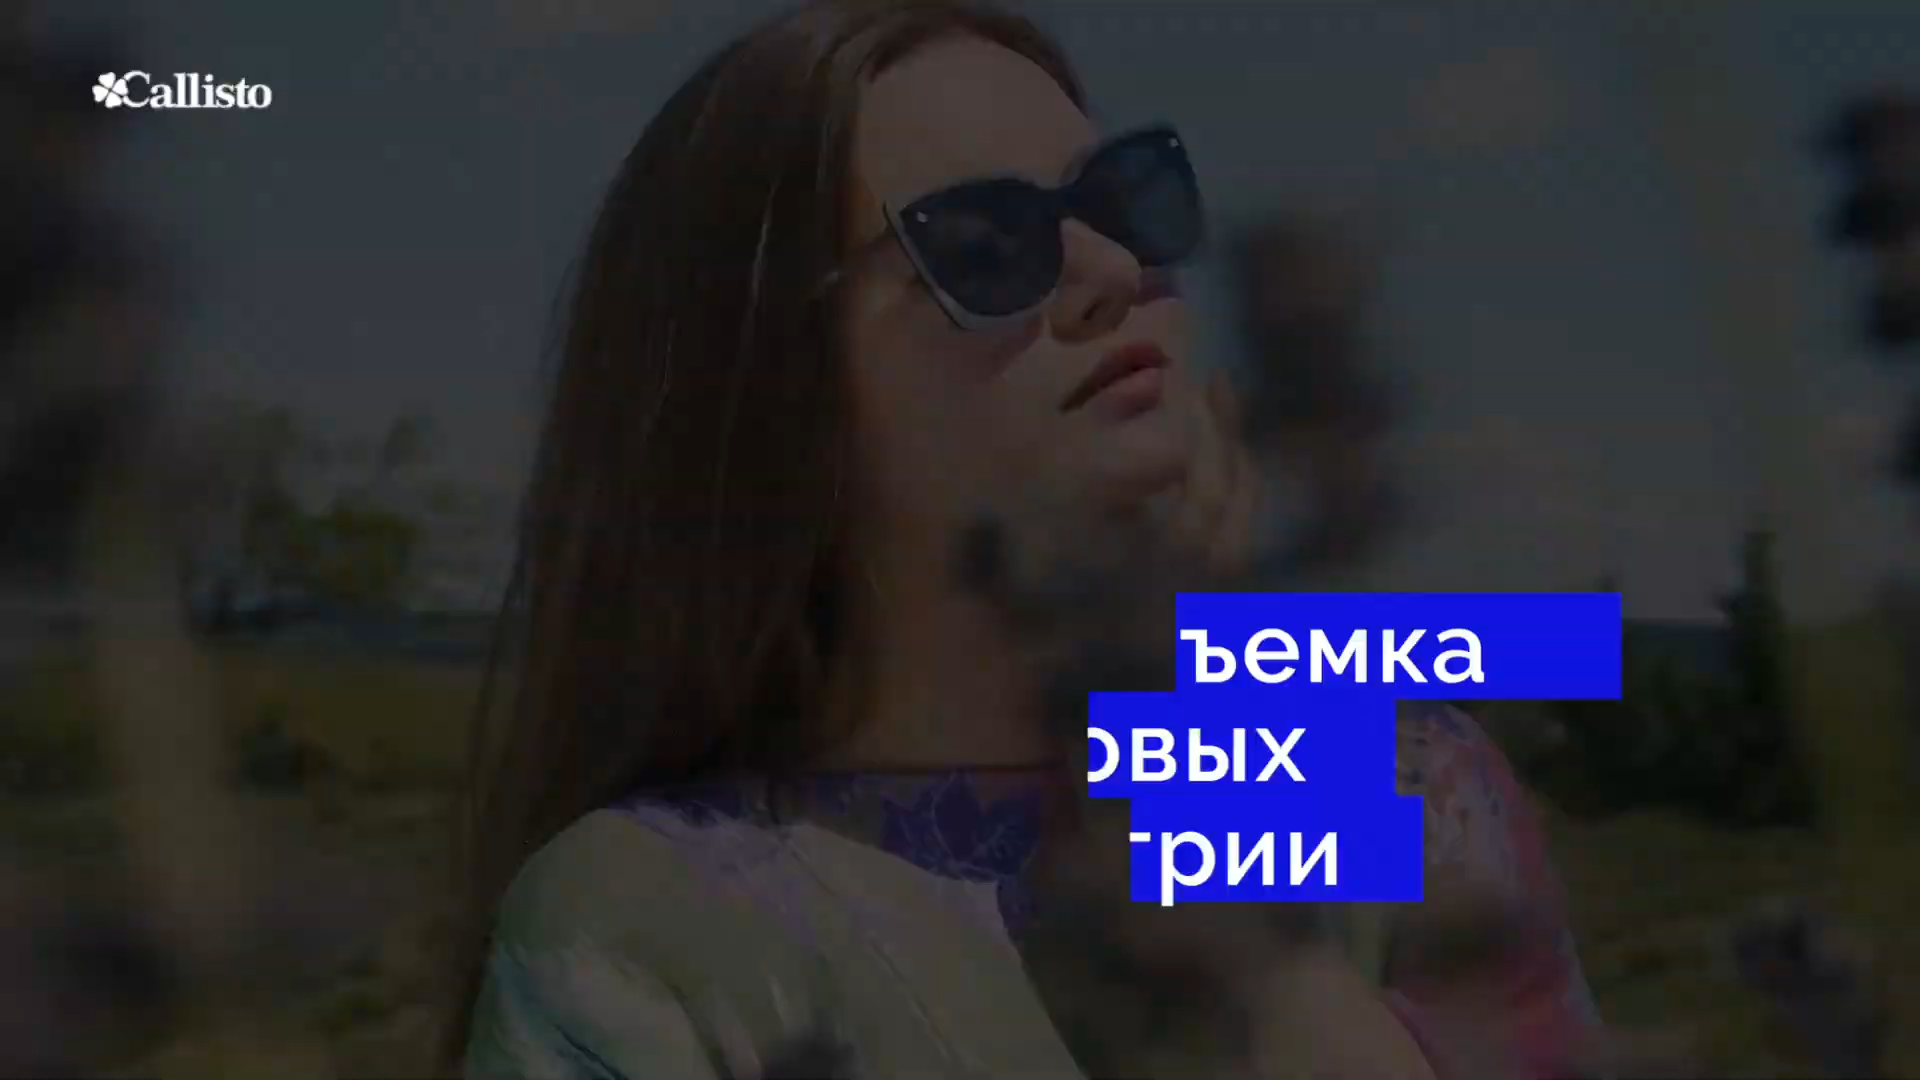 Callisto
ъемка
овых
трии